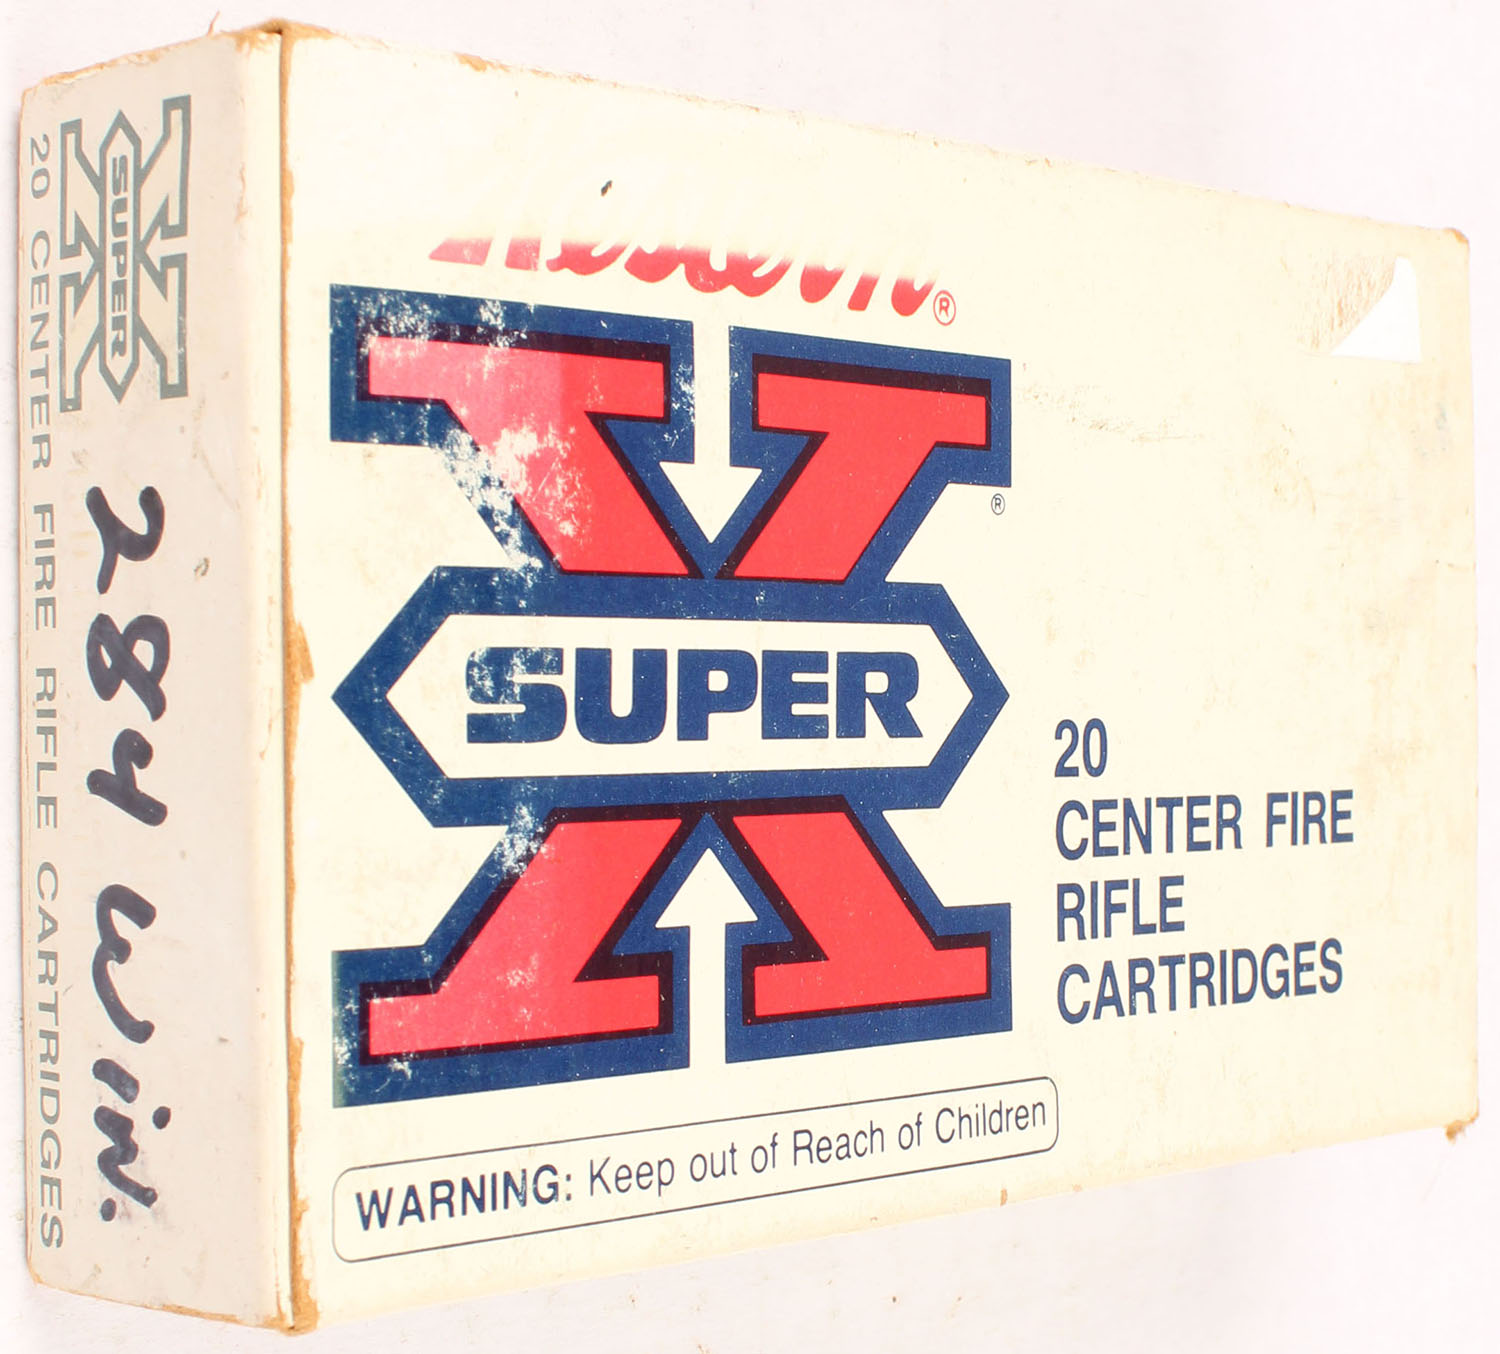 Western®
X
®
SUPER
20
CENTER FIRE
RIFLE
CARTRIDGES
WARNING: Keep out of Reach of Children
X
SUPER
284 Win.
20 CENTER FIRE RIFLE CARTRIDGES